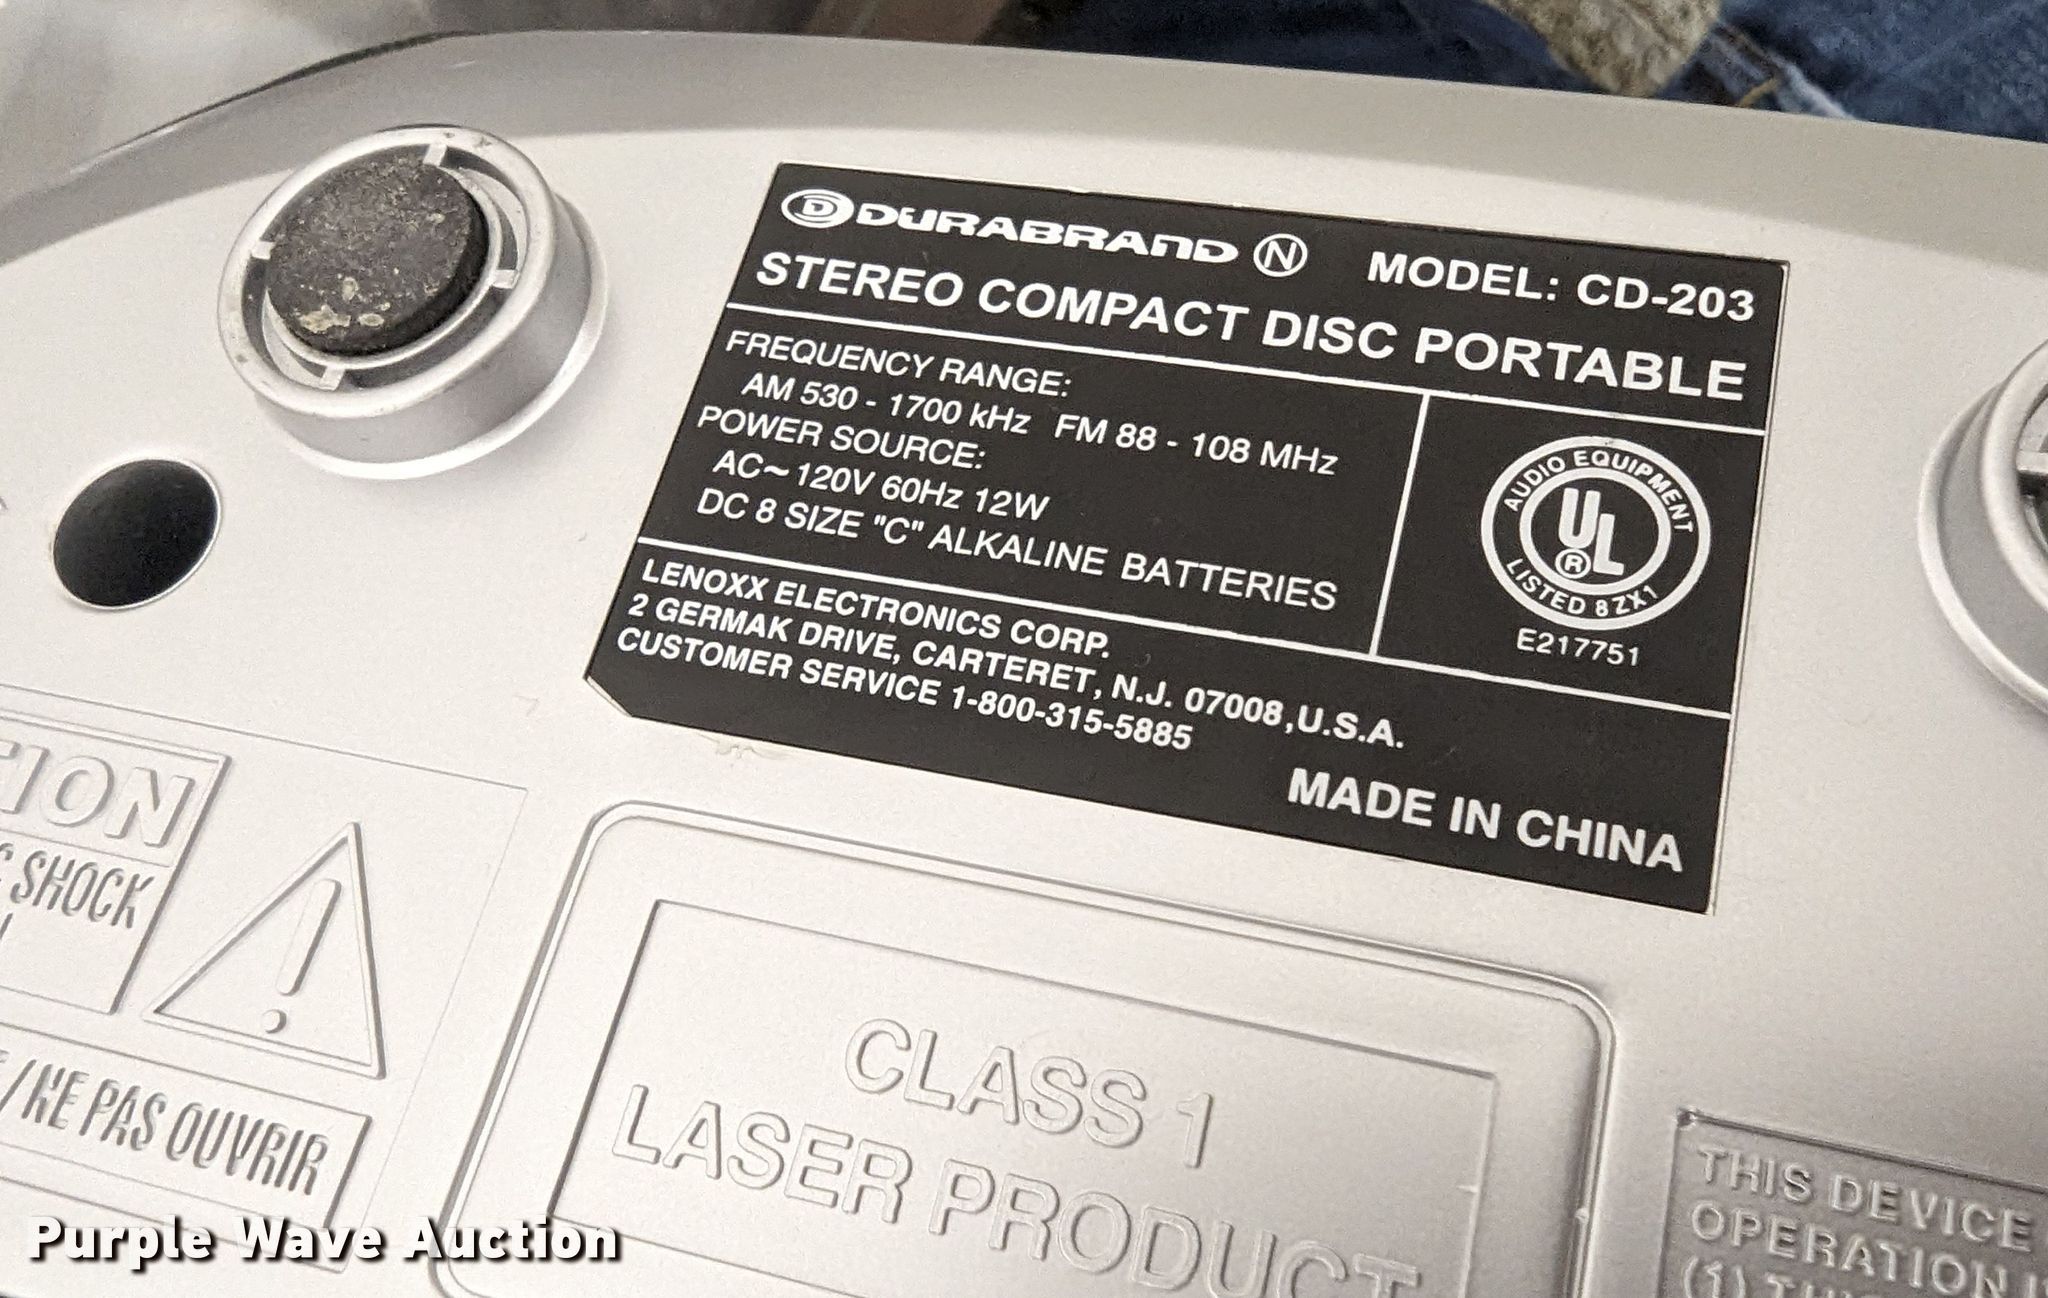 D DURABRAND N MODEL: CD-203
STEREO COMPACT DISC PORTABLE
FREQUENCY RANGE:
AM 530 - 1700 kHz FM 88 - 108 MHz
POWER SOURCE:
AC~ 120V 60Hz 12W
DC 8 SIZE "C" ALKALINE BATTERIES
AUDIO EQUIPMENT
UL ®
LISTED 8ZX1
E217751
LENOXX ELECTRONICS CORP.
2 GERMAK DRIVE, CARTERET, N.J. 07008,U.S.A.
CUSTOMER SERVICE 1-800-315-5885
MADE IN CHINA
SHOCK
!
/NE PAS OUVRIR
CLASS 1
LASER PRODUCT
THIS DEVICE
OPERATION
(1)
Purple Wave Auction